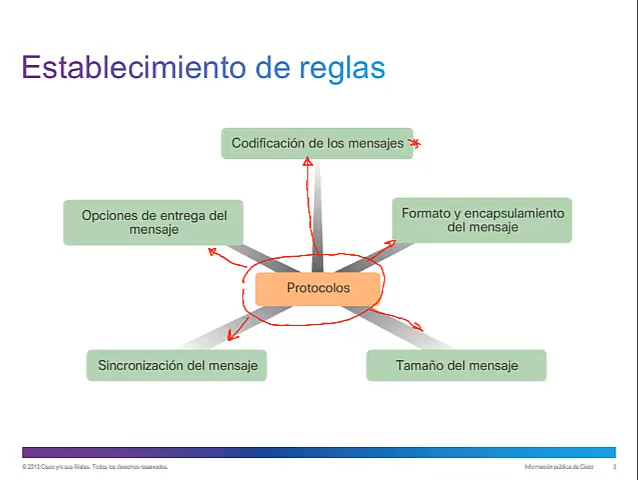 Establecimiento de reglas
Codificación de los mensajes
Opciones de entrega del
mensaje
Formato y encapsulamiento
del mensaje
Protocolos
Sincronización del mensaje
Tamaño del mensaje
© 2013 Cisco y/o sus filiales. Todos los derechos reservados.
Información pública de Cisco
3